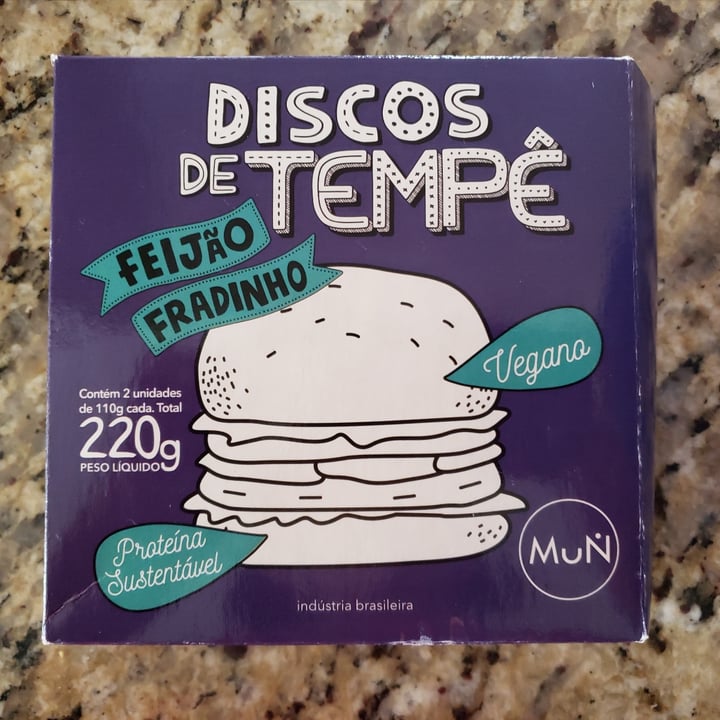 DISCOS
DE TEMPÊ
FEIJÃO
FRADINHO
Vegano
Contém 2 unidades
de 110g cada. Total
220g
PESO LÍQUIDO
MUN
Proteína
Sustentável
indústria brasileira